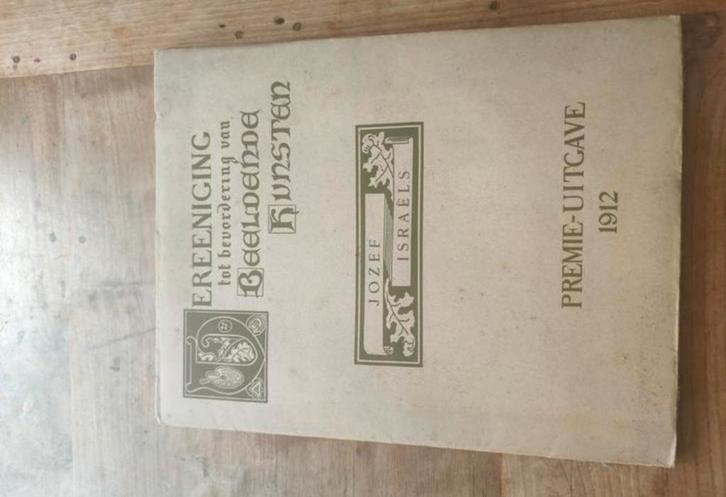 VEREENIGING
tot bevordering van
BEELDENDE
KUNSTEN
JOZEF
ISRAËLS
PREMIE-UITGAVE
1912